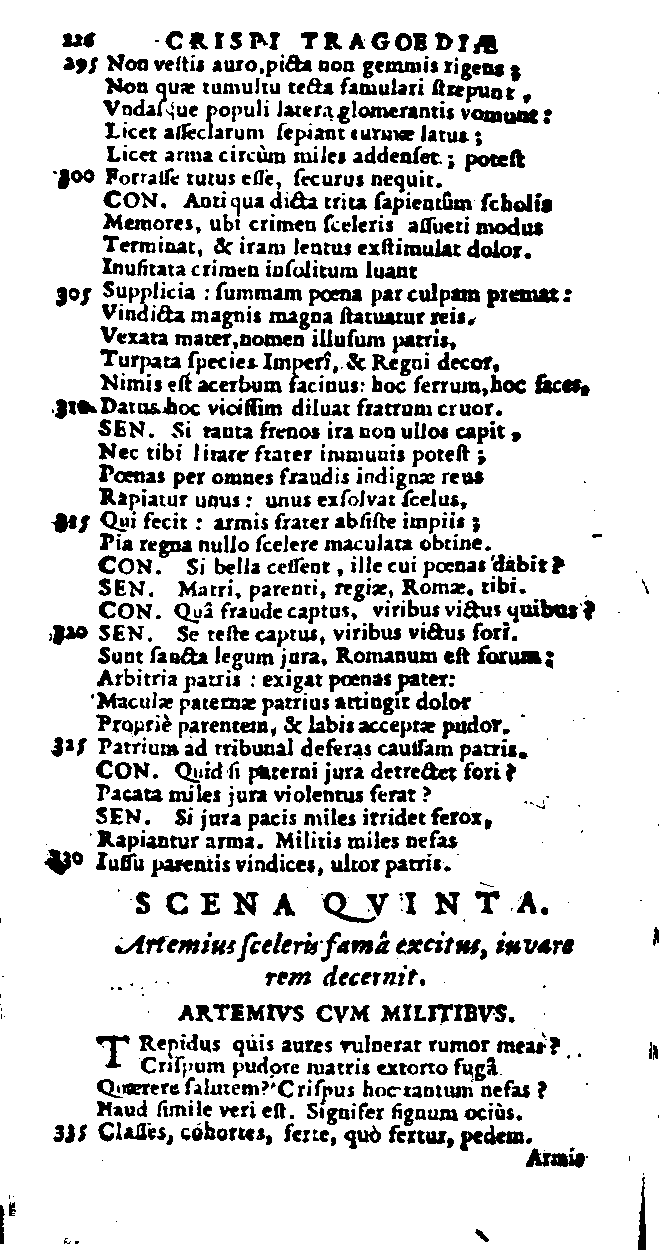 226 CRISPI TRAGOEDIÆ
295 Non veſtis auro, picta non gemmis rigens;
Non quæ tumultu tecta famulari ſtrepunt,
Vndaſque populi latera glomerantis vomunt:
Licet aſſeclarum ſepiant turmæ latus;
Licet arma circùm miles addenſet; poteſt
300 Fortaſſe tutus eſſe, ſecurus nequit.
CON. Antiqua dicta trita ſapientûm ſcholis
Memores, ubi crimen ſceleris aſſueti modus
Terminat, & iram lentus exſtimulat dolor.
Inuſitata crimen inſolitum luant
305 Supplicia: ſummam pœna par culpam premat:
Vindicta magnis magna ſtatuatur reis.
Vexata mater, nomen illuſum patris,
Turpata ſpecies Imperî, & Regni decor,
Nimis eſt acerbum facinus: hoc ferrum, hoc faces,
310 Datus hoc viciſſim diluat fratrum cruor.
SEN. Si tanta frenos ira non ullos capit,
Nec tibi litare frater immunis poteſt;
Pœnas per omnes fraudis indignæ reus
Rapiatur unus: unus exſolvat ſcelus,
315 Qui fecit: armis frater abſiſte impiis;
Pia regna nullo ſcelere maculata obtine.
CON. Si bella ceſſent, ille cui pœnas dabit?
SEN. Matri, parenti, regiæ, Romæ, tibi.
CON. Quâ fraude captus, viribus victus quibus?
320 SEN. Se teſte captus, viribus victus fori.
Sunt ſancta legum jura, Romanum eſt forum;
Arbitria patris: exigat pœnas pater:
Maculæ paternæ patrius attingit dolor
Propriè parentem, & labis acceptæ pudor.
325 Patrium ad tribunal deferas cauſſam patris.
CON. Quid ſi paterni jura detrectet fori?
Pacata miles jura violentus ferat?
SEN. Si jura pacis miles irridet ferox,
Rapiantur arma. Militis miles nefas
330 Iuſſu parentis vindices, ultor patris.
SCENA QVINTA.
Artemius ſceleris famâ excitus, iuvare
rem decernit.
ARTEMIVS CVM MILITIBVS.
TRepidus quis aures vulnerat rumor meas?
Criſpum pudore matris extorto fugâ
Quærere ſalutem? Criſpus hoc tantum nefas?
Haud ſimile veri eſt. Signifer ſignum ociùs.
335 Claſſes, cohortes, ferte, quò fertur, pedem.
Armis